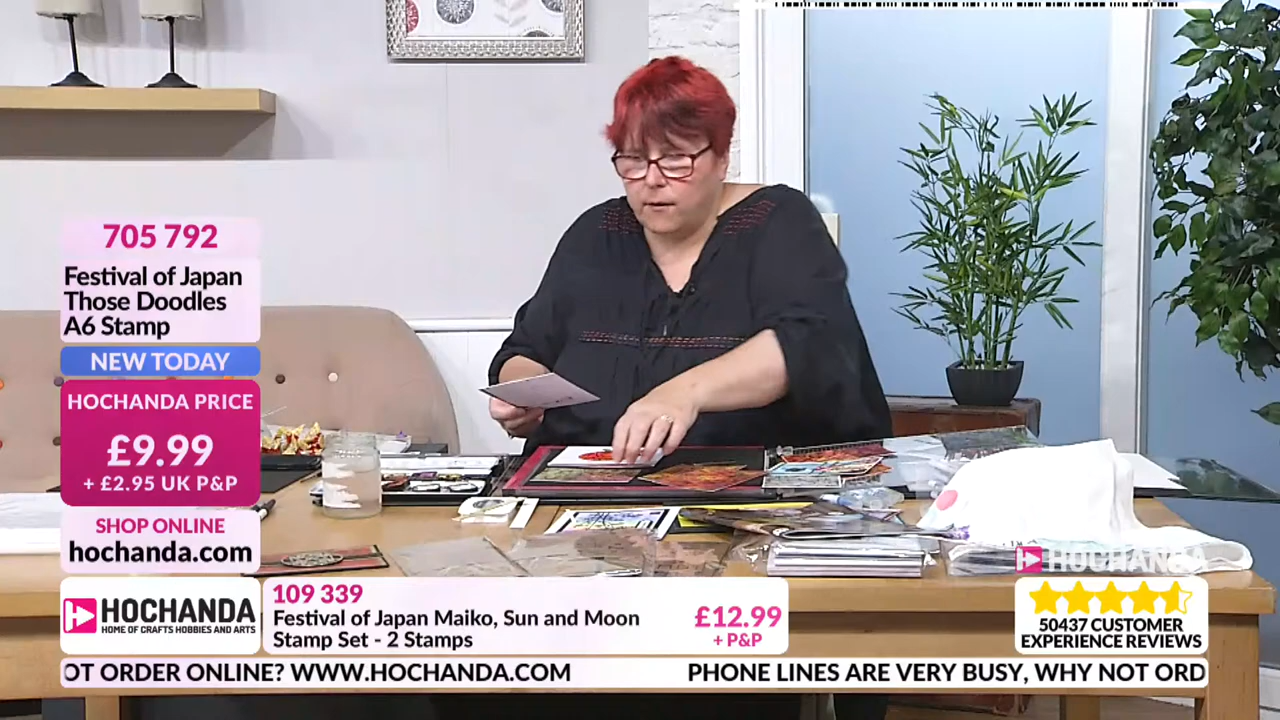 705 792
Festival of Japan
Those Doodles
A6 Stamp
NEW TODAY
HOCHANDA PRICE
£9.99
+ £2.95 UK P&P
SHOP ONLINE
hochanda.com
HOCHANDA
HOME OF CRAFTS HOBBIES AND ARTS
109 339
Festival of Japan Maiko, Sun and Moon
Stamp Set - 2 Stamps
£12.99
+ P&P
HOCHANDA
50437 CUSTOMER
EXPERIENCE REVIEWS
OT ORDER ONLINE? WWW.HOCHANDA.COM PHONE LINES ARE VERY BUSY, WHY NOT ORD